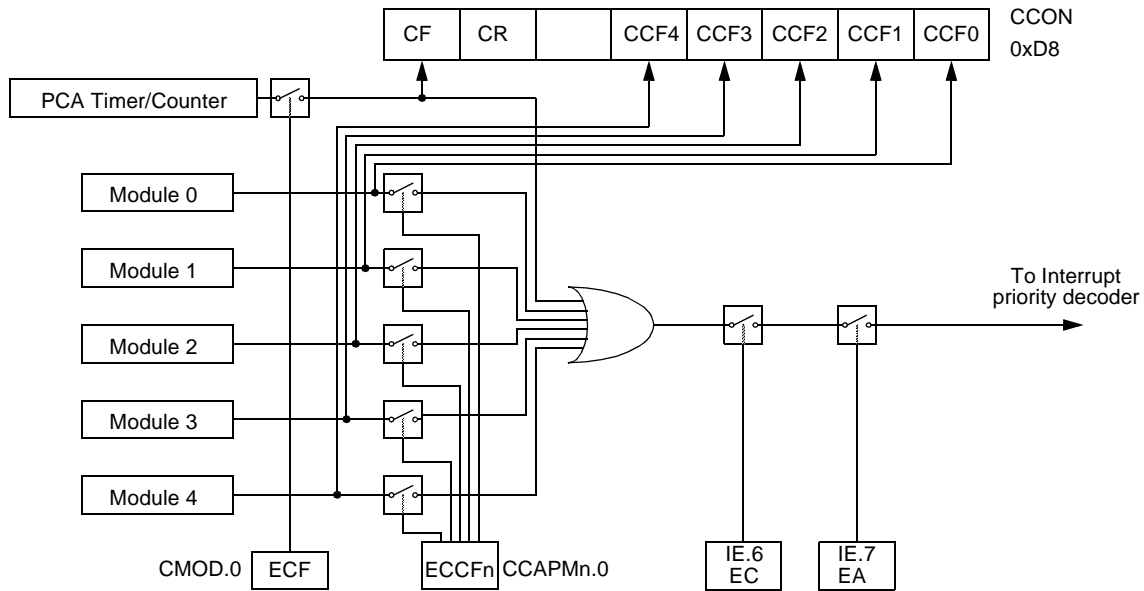 CF CR CCF4 CCF3 CCF2 CCF1 CCF0
CCON
0xD8
PCA Timer/Counter
Module 0
Module 1
Module 2
Module 3
Module 4
To Interrupt
priority decoder
CMOD.0 ECF
ECCFn CCAPMn.0
IE.6
EC
IE.7
EA